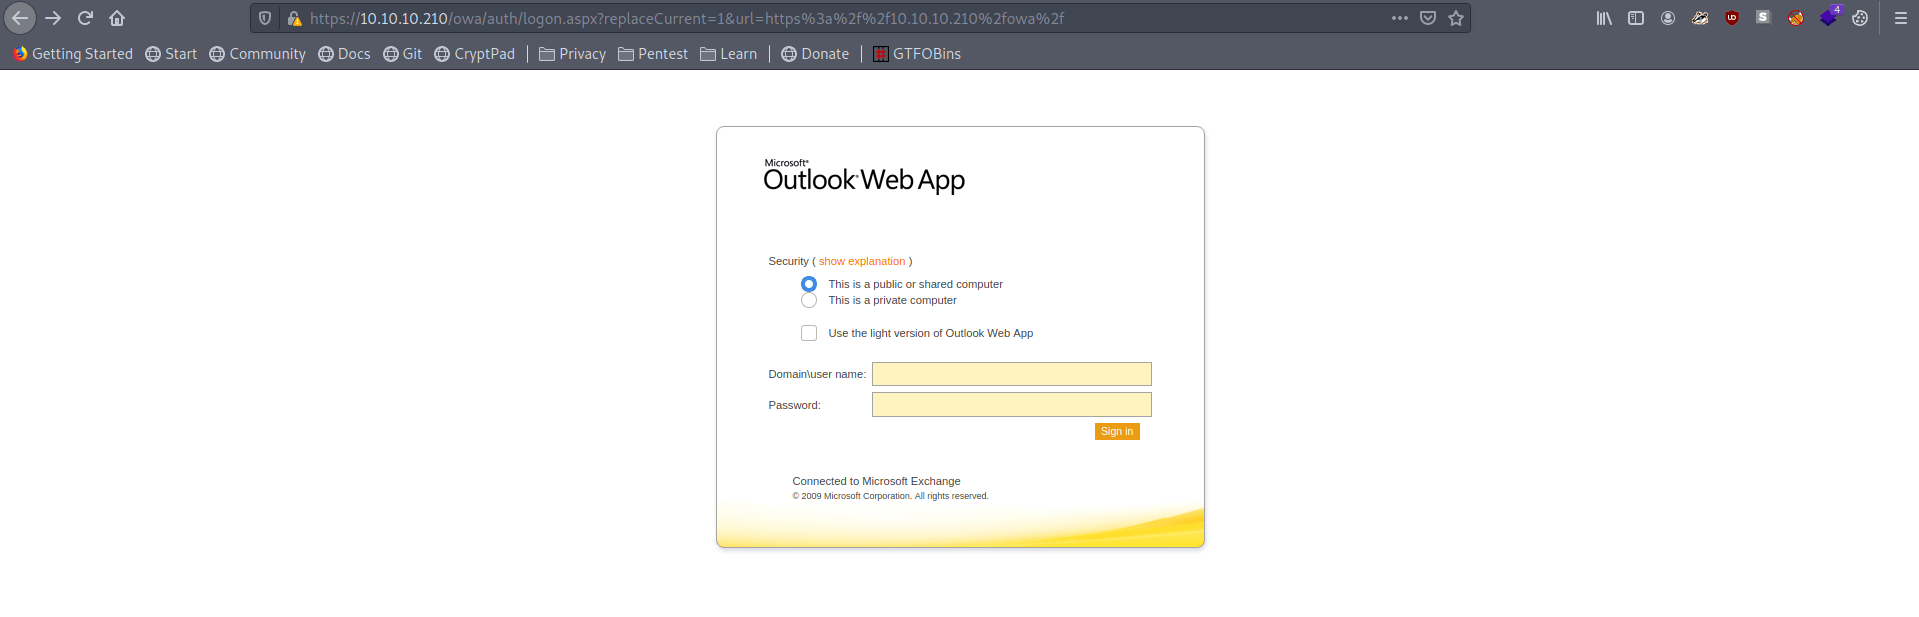 https://10.10.10.210/owa/auth/logon.aspx?replaceCurrent=1&url=https%3a%2f%2f10.10.10.210%2fowa%2f
4
Getting Started Start Community Docs Git CryptPad Privacy Pentest Learn Donate GTFOBins
Microsoft®
Outlook® Web App
Security ( show explanation )
This is a public or shared computer
This is a private computer
Use the light version of Outlook Web App
Domain\user name:
Password:
Sign in
Connected to Microsoft Exchange
© 2009 Microsoft Corporation. All rights reserved.